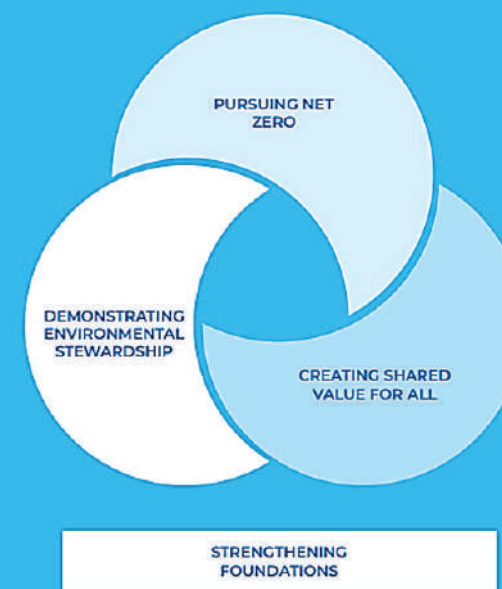 PURSUING NET
ZERO
DEMONSTRATING
ENVIRONMENTAL
STEWARDSHIP
CREATING SHARED
VALUE FOR ALL
STRENGTHENING
FOUNDATIONS